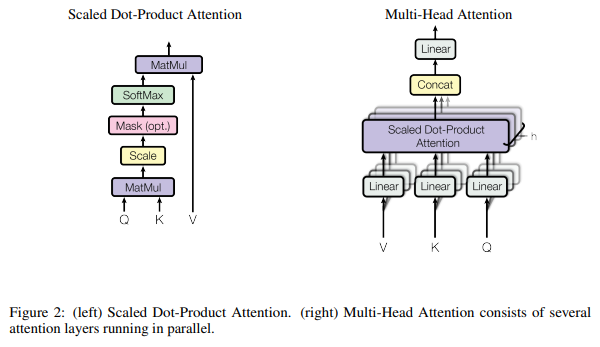 Scaled Dot-Product Attention
MatMul
SoftMax
Mask (opt.)
Scale
MatMul
Q K V
Multi-Head Attention
Linear
Concat
Scaled Dot-Product
Attention
h
Linear Linear Linear
V K Q
Figure 2: (left) Scaled Dot-Product Attention. (right) Multi-Head Attention consists of several
attention layers running in parallel.